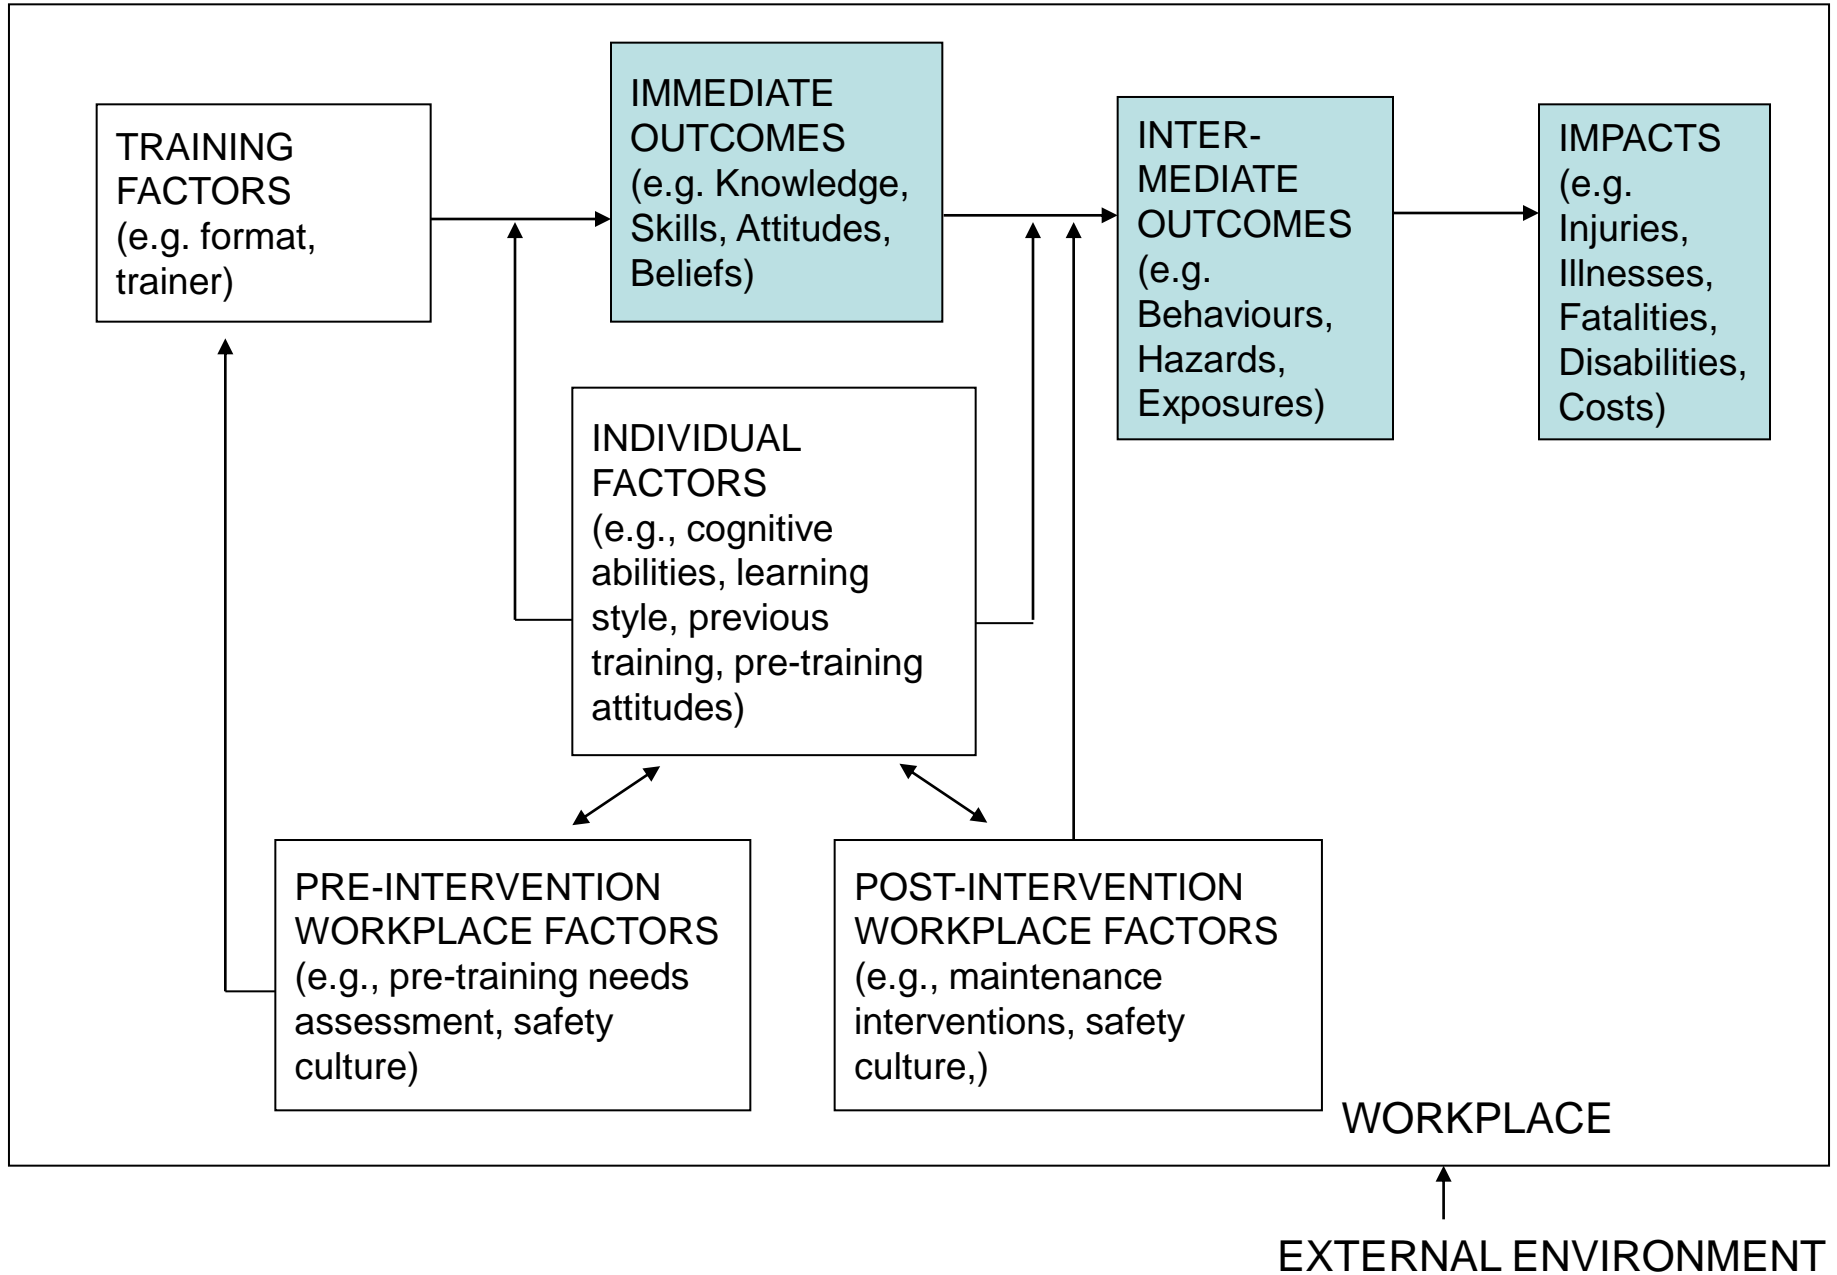 TRAINING
FACTORS
(e.g. format,
trainer)
IMMEDIATE
OUTCOMES
(e.g. Knowledge,
Skills, Attitudes,
Beliefs)
INTER-
MEDIATE
OUTCOMES
(e.g.
Behaviours,
Hazards,
Exposures)
IMPACTS
(e.g.
Injuries,
Illnesses,
Fatalities,
Disabilities,
Costs)
INDIVIDUAL
FACTORS
(e.g., cognitive
abilities, learning
style, previous
training, pre-training
attitudes)
PRE-INTERVENTION
WORKPLACE FACTORS
(e.g., pre-training needs
assessment, safety
culture)
POST-INTERVENTION
WORKPLACE FACTORS
(e.g., maintenance
interventions, safety
culture,)
WORKPLACE
EXTERNAL ENVIRONMENT